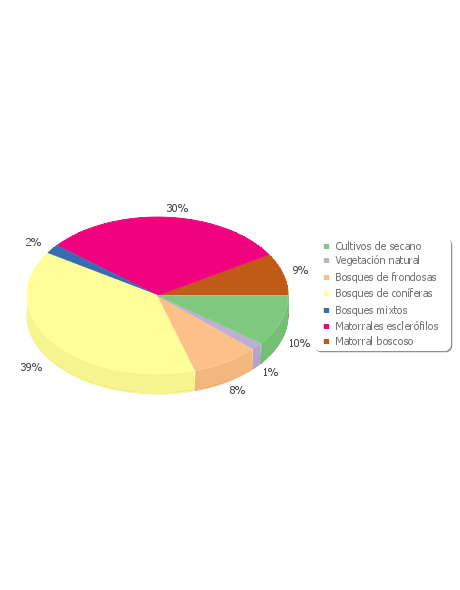 30%
2%
9%
10%
1%
8%
39%
Cultivos de secano
Vegetación natural
Bosques de frondosas
Bosques de coníferas
Bosques mixtos
Matorrales esclerófilos
Matorral boscoso